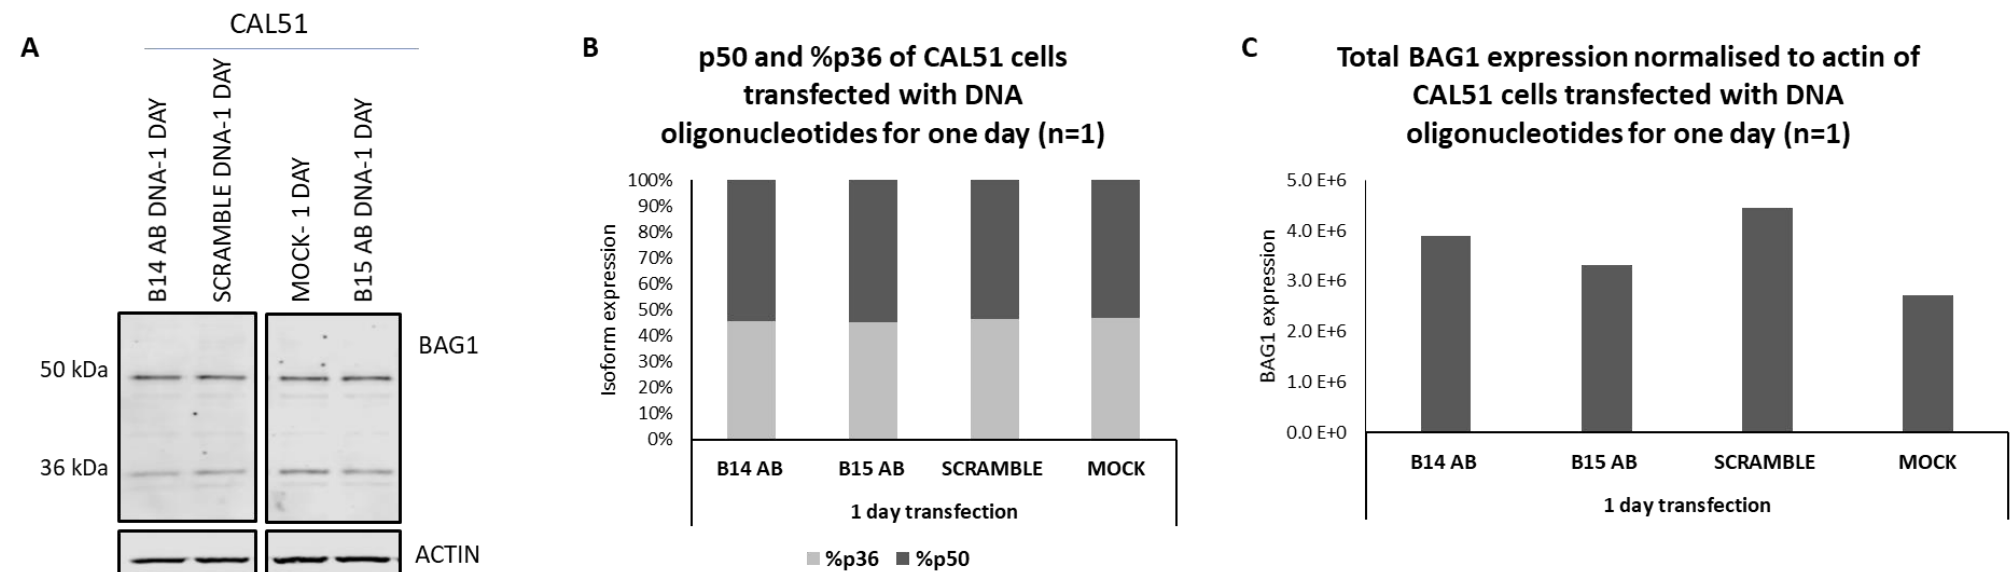 A
CAL51
B14 AB DNA-1 DAY
SCRAMBLE DNA-1 DAY
MOCK- 1 DAY
B15 AB DNA-1 DAY
BAG1
50 kDa
36 kDa
ACTIN
B
p50 and %p36 of CAL51 cells
transfected with DNA
oligonucleotides for one day (n=1)
Isoform expression
100%
90%
80%
70%
60%
50%
40%
30%
20%
10%
0%
B14 AB
B15 AB
SCRAMBLE
MOCK
1 day transfection
%p36
%p50
C
Total BAG1 expression normalised to actin of
CAL51 cells transfected with DNA
oligonucleotides for one day (n=1)
BAG1 expression
5.0 E+6
4.0 E+6
3.0 E+6
2.0 E+6
1.0 E+6
0.0 E+0
B14 AB
B15 AB
SCRAMBLE
MOCK
1 day transfection